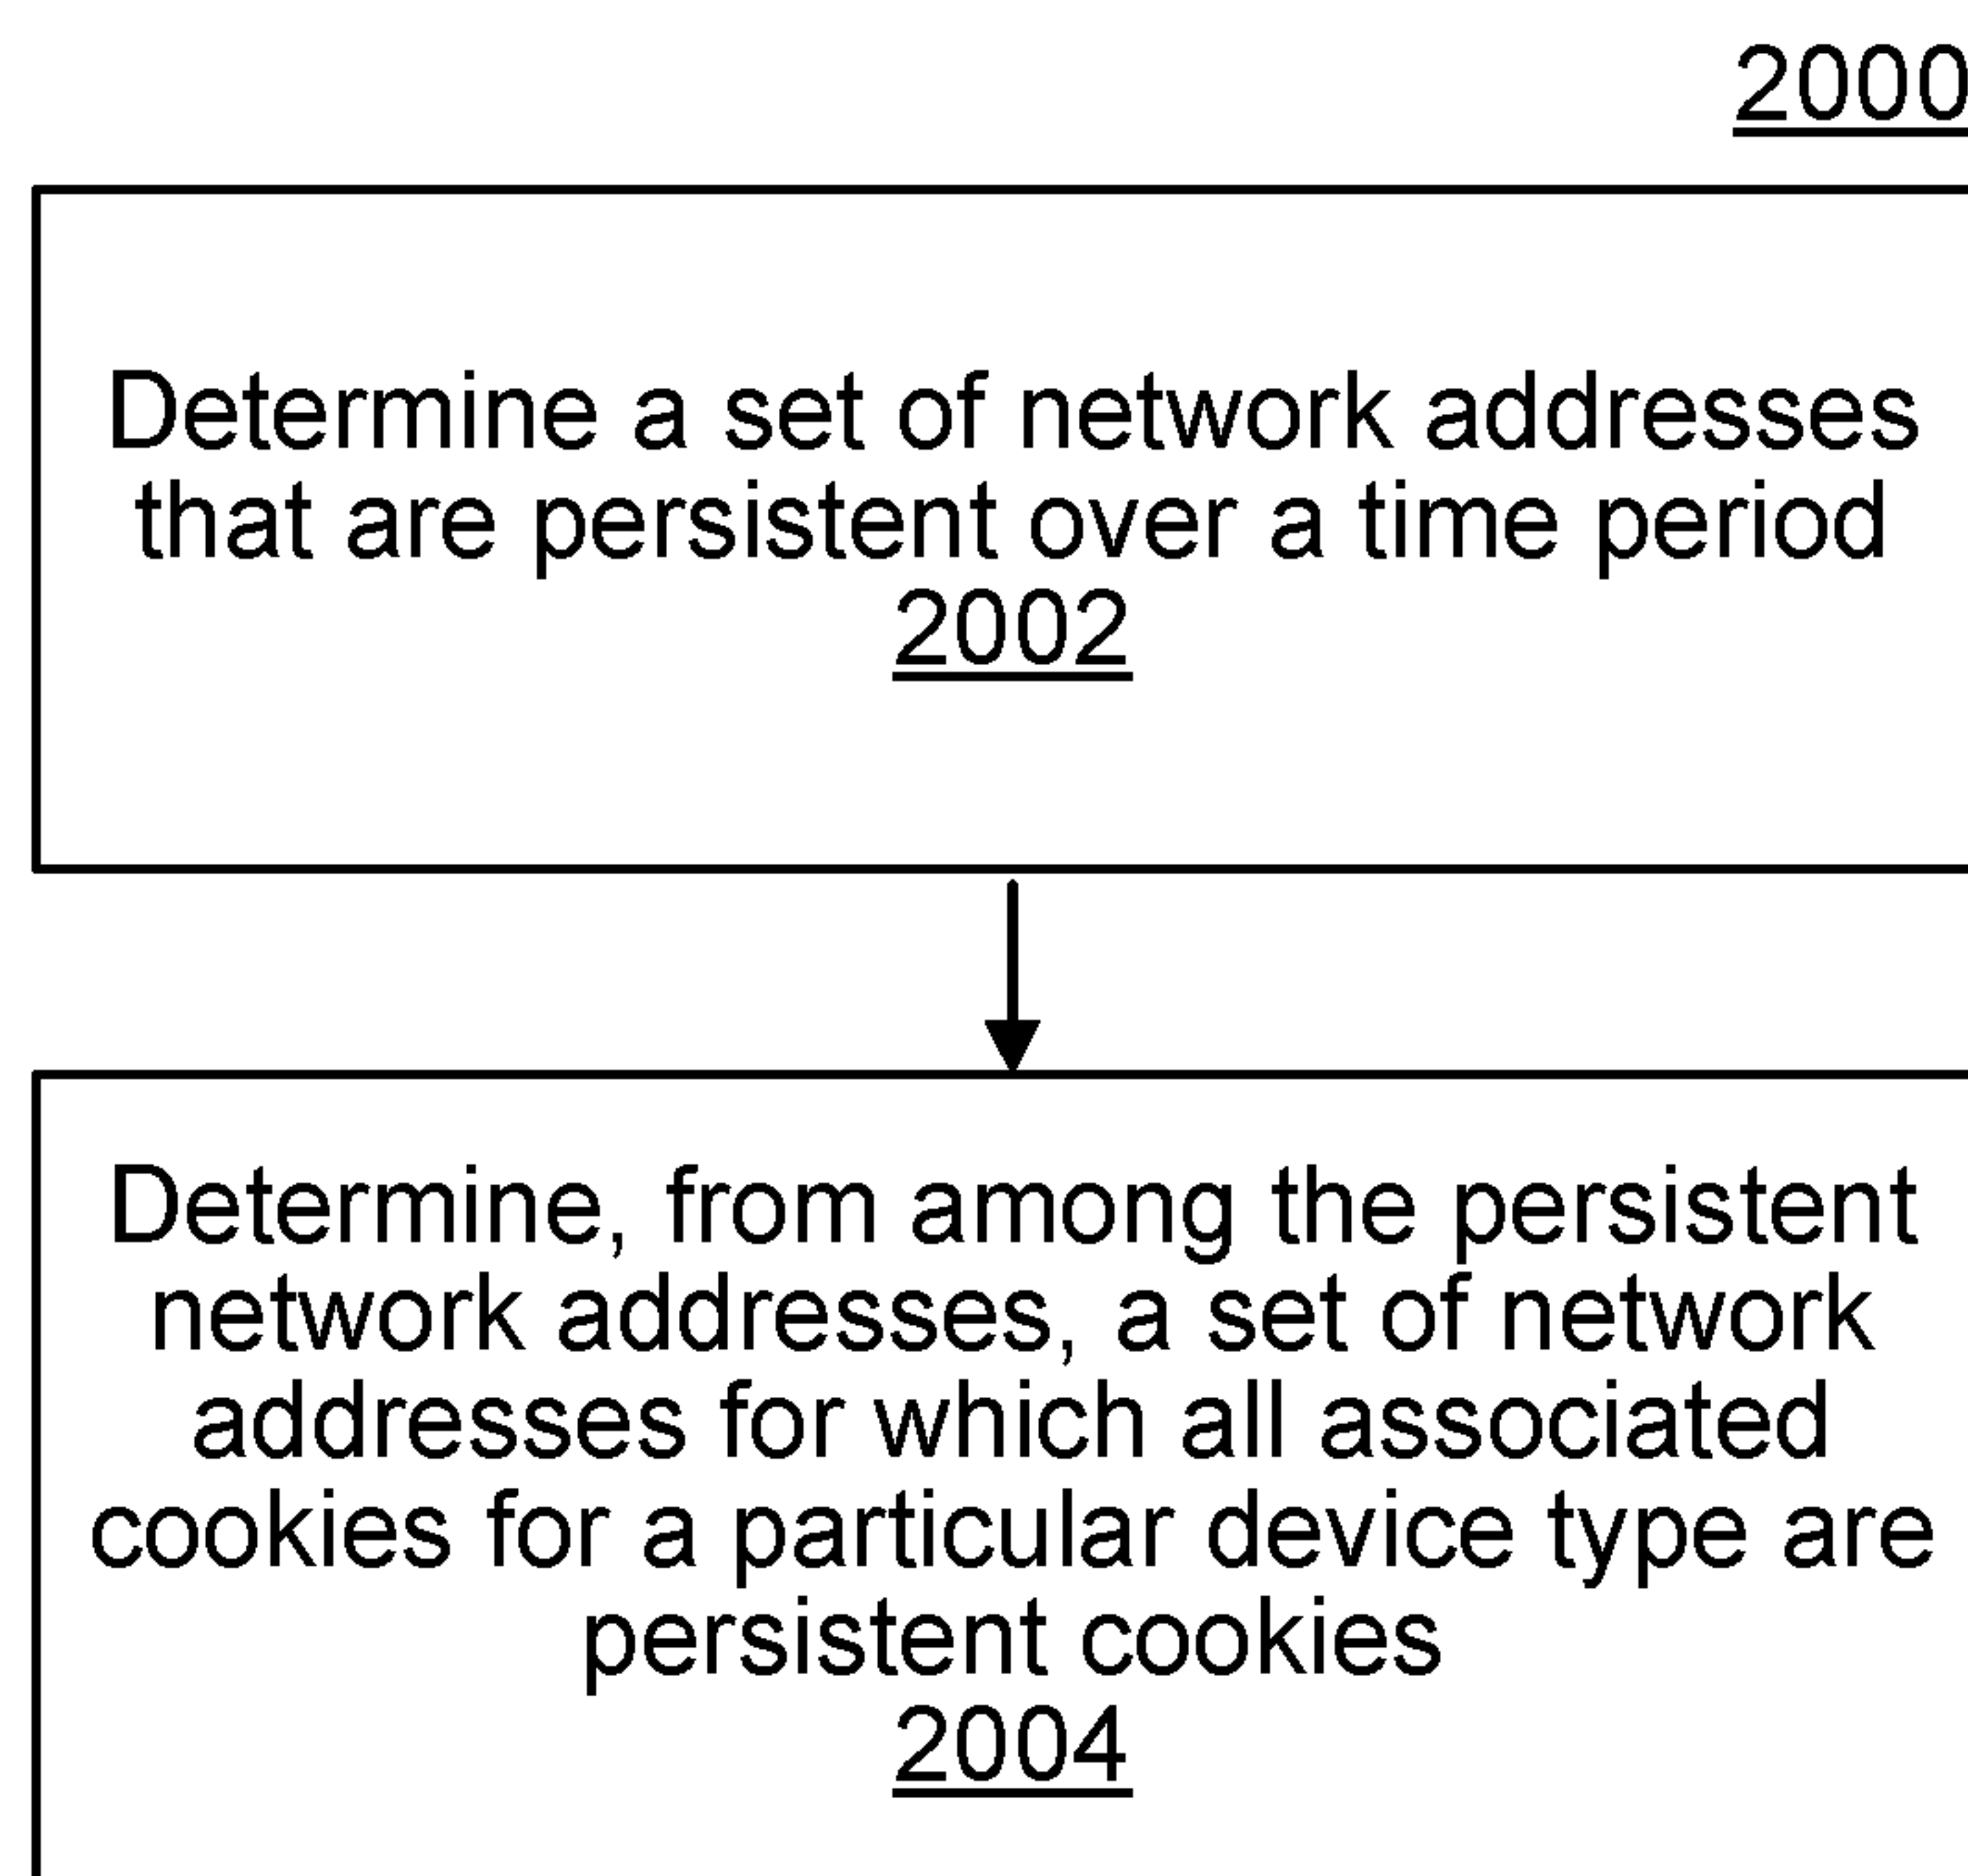 2000
Determine a set of network addresses
that are persistent over a time period
2002
Determine, from among the persistent
network addresses, a set of network
addresses for which all associated
cookies for a particular device type are
persistent cookies
2004